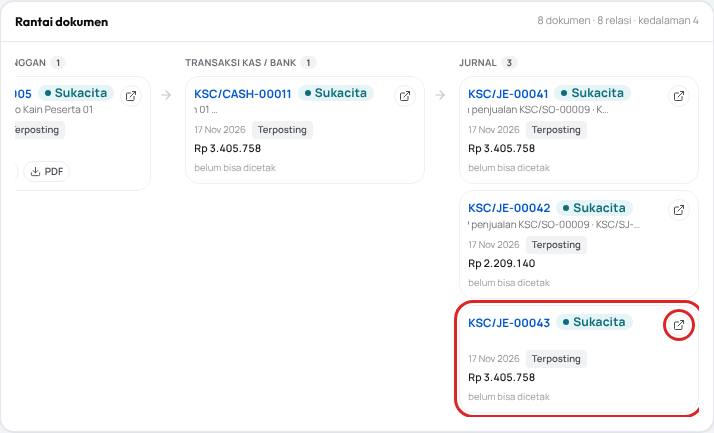 Rantai dokumen
8 dokumen · 8 relasi · kedalaman 4
NGGAN 1
005 Sukacita
o Kain Peserta 01
Terposting
PDF
TRANSAKSI KAS / BANK 1
KSC/CASH-00011 Sukacita
01 ...
17 Nov 2026 Terposting
Rp 3.405.758
belum bisa dicetak
JURNAL 3
KSC/JE-00041 Sukacita
penjualan KSC/SO-00009 · K...
17 Nov 2026 Terposting
Rp 3.405.758
belum bisa dicetak
KSC/JE-00042 Sukacita
penjualan KSC/SO-00009 · KSC/SJ-...
17 Nov 2026 Terposting
Rp 2.209.140
belum bisa dicetak
KSC/JE-00043 Sukacita
17 Nov 2026 Terposting
Rp 3.405.758
belum bisa dicetak